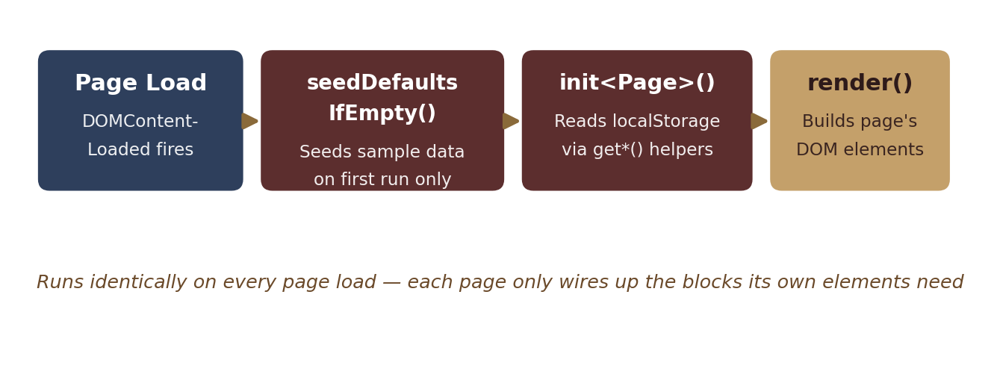 Page Load
DOMContent-
Loaded fires
seedDefaults
IfEmpty()
Seeds sample data
on first run only
init<Page>()
Reads localStorage
via get*() helpers
render()
Builds page's
DOM elements
Runs identically on every page load — each page only wires up the blocks its own elements need